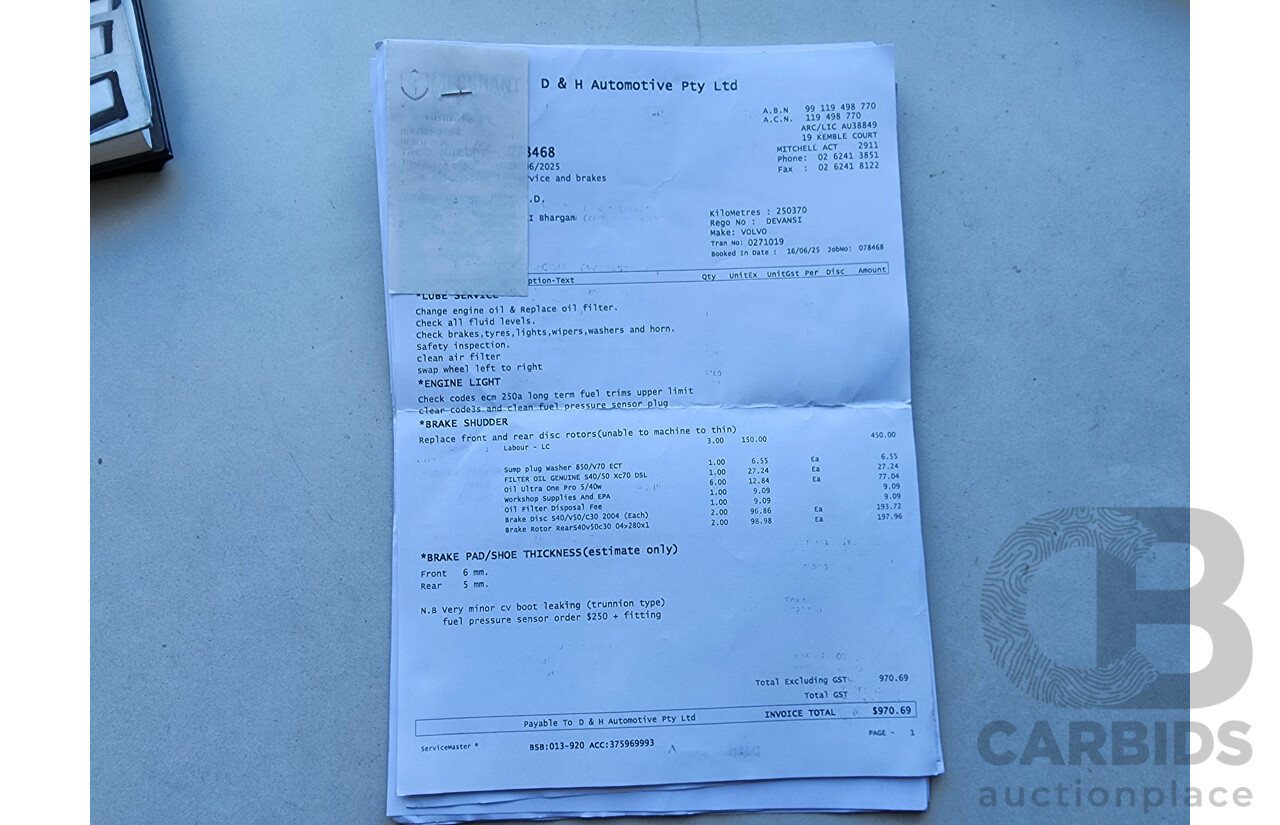 D & H Automotive Pty Ltd
A.B.N 99 119 498 770
A.C.N. 119 498 770
ARC/LIC AU38849
19 KEMBLE COURT
MITCHELL ACT 2911
Phone: 02 6241 3851
Fax : 02 6241 8122
8468
6/2025
rvice and brakes
.D.
I Bhargan
KiloMetres : 250370
Rego No : DEVANSI
Make: VOLVO
Tran No: 0271019
Booked In Date : 16/06/25 JobNo: 078468
ption-Text Qty UnitEx UnitGst Per Disc Amount
*LUBE SERVICE
Change engine oil & Replace oil filter.
Check all fluid levels.
Check brakes,tyres,lights,wipers,washers and horn.
Safety inspection.
clean air filter
swap wheel left to right
*ENGINE LIGHT
Check codes ecm 250a long term fuel trims upper limit
clear code3s and clean fuel pressure sensor plug
*BRAKE SHUDDER
Replace front and rear disc rotors(unable to machine to thin)
Labour - LC 3.00 150.00 450.00
Sump plug washer 850/V70 ECT 1.00 6.55 Ea 6.55
FILTER OIL GENUINE S40/50 XC70 DSL 1.00 27.24 Ea 27.24
Oil Ultra One Pro 5/40w 6.00 12.84 Ea 77.04
Workshop Supplies And EPA 1.00 9.09 9.09
Oil Filter Disposal Fee 1.00 9.09 9.09
Brake Disc S40/V50/C30 2004 (Each) 2.00 96.86 Ea 193.72
Brake Rotor RearS40v50c30 04>280x1 2.00 98.98 Ea 197.96
*BRAKE PAD/SHOE THICKNESS(estimate only)
Front 6 mm.
Rear 5 mm.
N.B Very minor cv boot leaking (trunnion type)
fuel pressure sensor order $250 + fitting
Total Excluding GST 970.69
Total GST
Payable To D & H Automotive Pty Ltd INVOICE TOTAL $970.69
ServiceMaster * BSB:013-920 ACC:375969993 PAGE - 1
CB
CARBIDS
auctionplace